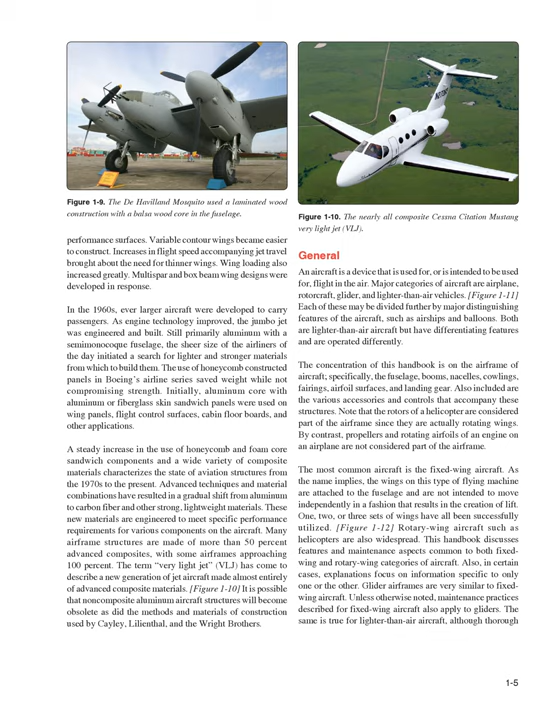 Figure 1-9. The De Havilland Mosquito used a laminated wood
construction with a balsa wood core in the fuselage.
performance surfaces. Variable contour wings became easier
to construct. Increases in flight speed accompanying jet travel
brought about the need for thinner wings. Wing loading also
increased greatly. Multispar and box beam wing designs were
developed in response.
In the 1960s, ever larger aircraft were developed to carry
passengers. As engine technology improved, the jumbo jet
was engineered and built. Still primarily aluminum with a
semimonocoque fuselage, the sheer size of the airliners of
the day initiated a search for lighter and stronger materials
from which to build them. The use of honeycomb constructed
panels in Boeing's airline series saved weight while not
compromising strength. Initially, aluminum core with
aluminum or fiberglass skin sandwich panels were used on
wing panels, flight control surfaces, cabin floor boards, and
other applications.
A steady increase in the use of honeycomb and foam core
sandwich components and a wide variety of composite
materials characterizes the state of aviation structures from
the 1970s to the present. Advanced techniques and material
combinations have resulted in a gradual shift from aluminum
to carbon fiber and other strong, lightweight materials. These
new materials are engineered to meet specific performance
requirements for various components on the aircraft. Many
airframe structures are made of more than 50 percent
advanced composites, with some airframes approaching
100 percent. The term “very light jet” (VLJ) has come to
describe a new generation of jet aircraft made almost entirely
of advanced composite materials. [Figure 1-10] It is possible
that noncomposite aluminum aircraft structures will become
obsolete as did the methods and materials of construction
used by Cayley, Lilienthal, and the Wright Brothers.
Figure 1-10. The nearly all composite Cessna Citation Mustang
very light jet (VLJ).
General
An aircraft is a device that is used for, or is intended to be used
for, flight in the air. Major categories of aircraft are airplane,
rotorcraft, glider, and lighter-than-air vehicles. [Figure 1-11]
Each of these may be divided further by major distinguishing
features of the aircraft, such as airships and balloons. Both
are lighter-than-air aircraft but have differentiating features
and are operated differently.
The concentration of this handbook is on the airframe of
aircraft; specifically, the fuselage, booms, nacelles, cowlings,
fairings, airfoil surfaces, and landing gear. Also included are
the various accessories and controls that accompany these
structures. Note that the rotors of a helicopter are considered
part of the airframe since they are actually rotating wings.
By contrast, propellers and rotating airfoils of an engine on
an airplane are not considered part of the airframe.
The most common aircraft is the fixed-wing aircraft. As
the name implies, the wings on this type of flying machine
are attached to the fuselage and are not intended to move
independently in a fashion that results in the creation of lift.
One, two, or three sets of wings have all been successfully
utilized. [Figure 1-12] Rotary-wing aircraft such as
helicopters are also widespread. This handbook discusses
features and maintenance aspects common to both fixed-
wing and rotary-wing categories of aircraft. Also, in certain
cases, explanations focus on information specific to only
one or the other. Glider airframes are very similar to fixed-
wing aircraft. Unless otherwise noted, maintenance practices
described for fixed-wing aircraft also apply to gliders. The
same is true for lighter-than-air aircraft, although thorough
1-5